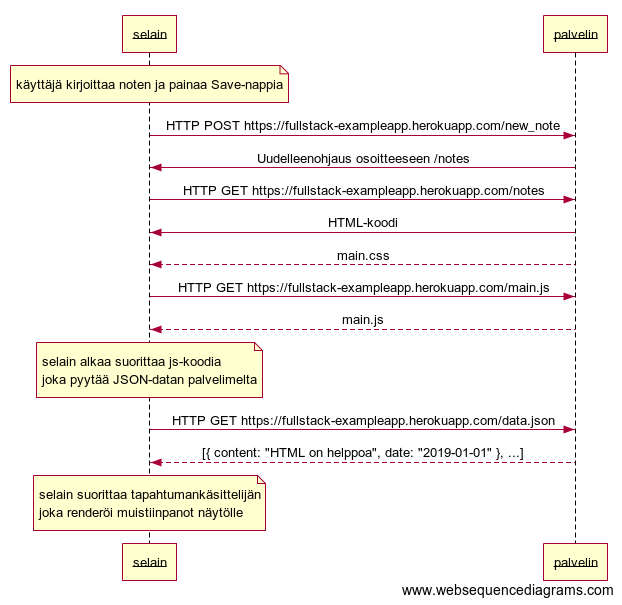 selain
palvelin
käyttäjä kirjoittaa noten ja painaa Save-nappia
HTTP POST https://fullstack-exampleapp.herokuapp.com/new_note
Uudelleenohjaus osoitteeseen /notes
HTTP GET https://fullstack-exampleapp.herokuapp.com/notes
HTML-koodi
main.css
HTTP GET https://fullstack-exampleapp.herokuapp.com/main.js
main.js
selain alkaa suorittaa js-koodia
joka pyytää JSON-datan palvelimelta
HTTP GET https://fullstack-exampleapp.herokuapp.com/data.json
[{ content: "HTML on helppoa", date: "2019-01-01" }, ...]
selain suorittaa tapahtumankäsittelijän
joka renderöi muistiinpanot näytölle
selain
palvelin
www.websequencediagrams.com